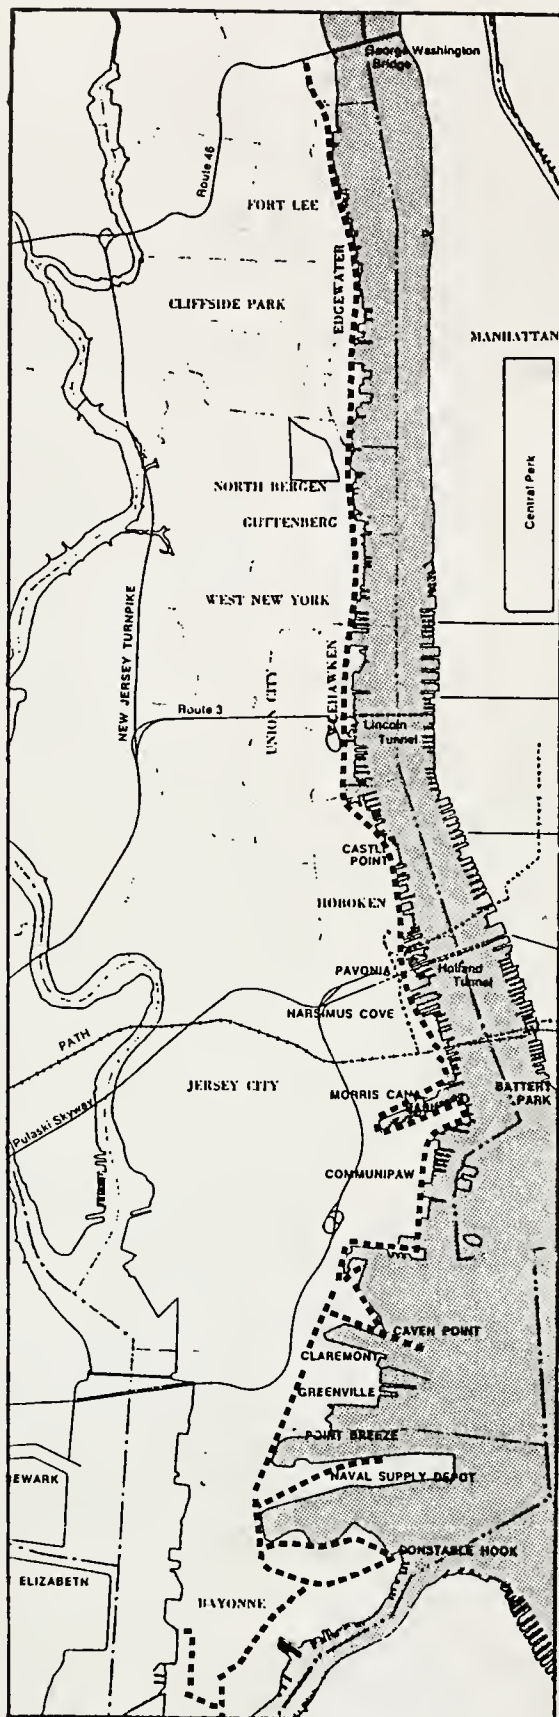 George Washington
Bridge
Route 46
FORT LEE
EDGEWATER
CLIFFSIDE PARK
MANHATTAN
Central Park
NORTH BERGEN
GUTTENBERG
WEST NEW YORK
NEW JERSEY TURNPIKE
WEEHAWKEN
UNION CITY
Route 3
Lincoln
Tunnel
CASTLE
POINT
HOBOKEN
PAVONIA
Holland
Tunnel
HARSIMUS COVE
PATH
JERSEY CITY
MORRIS CANAL
BATTERY
PARK
Pulaski Skyway
COMMUNIPAW
CAVEN POINT
CLAREMONT
GREENVILLE
POINT BREEZE
NAVAL SUPPLY DEPOT
EWARK
CONSTABLE HOOK
ELIZABETH
BAYONNE